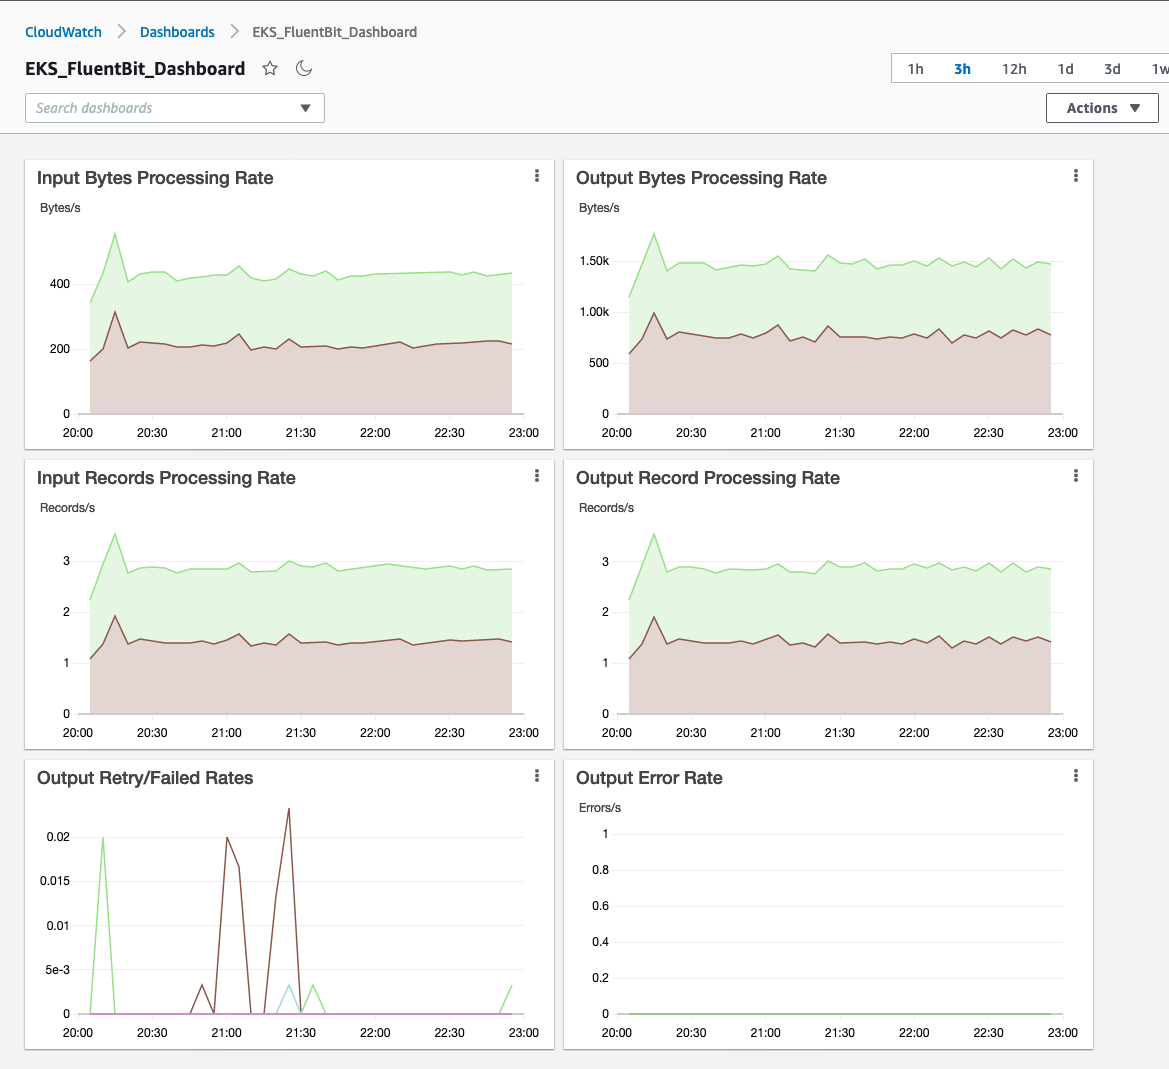 CloudWatch > Dashboards > EKS_FluentBit_Dashboard
EKS_FluentBit_Dashboard
1h 3h 12h 1d 3d 1w
Search dashboards
Actions
Input Bytes Processing Rate
Bytes/s
400
200
0
20:00 20:30 21:00 21:30 22:00 22:30 23:00
Output Bytes Processing Rate
Bytes/s
1.50k
1.00k
500
0
20:00 20:30 21:00 21:30 22:00 22:30 23:00
Input Records Processing Rate
Records/s
3
2
1
0
20:00 20:30 21:00 21:30 22:00 22:30 23:00
Output Record Processing Rate
Records/s
3
2
1
0
20:00 20:30 21:00 21:30 22:00 22:30 23:00
Output Retry/Failed Rates
0.02
0.015
0.01
5e-3
0
20:00 20:30 21:00 21:30 22:00 22:30 23:00
Output Error Rate
Errors/s
1
0.8
0.6
0.4
0.2
0
20:00 20:30 21:00 21:30 22:00 22:30 23:00